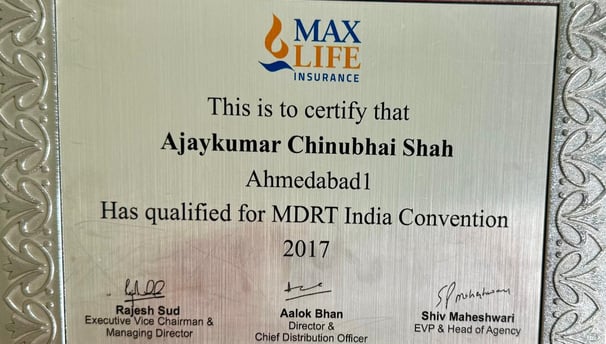 MAX
LIFE
INSURANCE
This is to certify that
Ajaykumar Chinubhai Shah
Ahmedabad1
Has qualified for MDRT India Convention
2017
Rajesh Sud
Executive Vice Chairman &
Managing Director
Aalok Bhan
Director &
Chief Distribution Officer
Shiv Maheshwari
EVP & Head of Agency